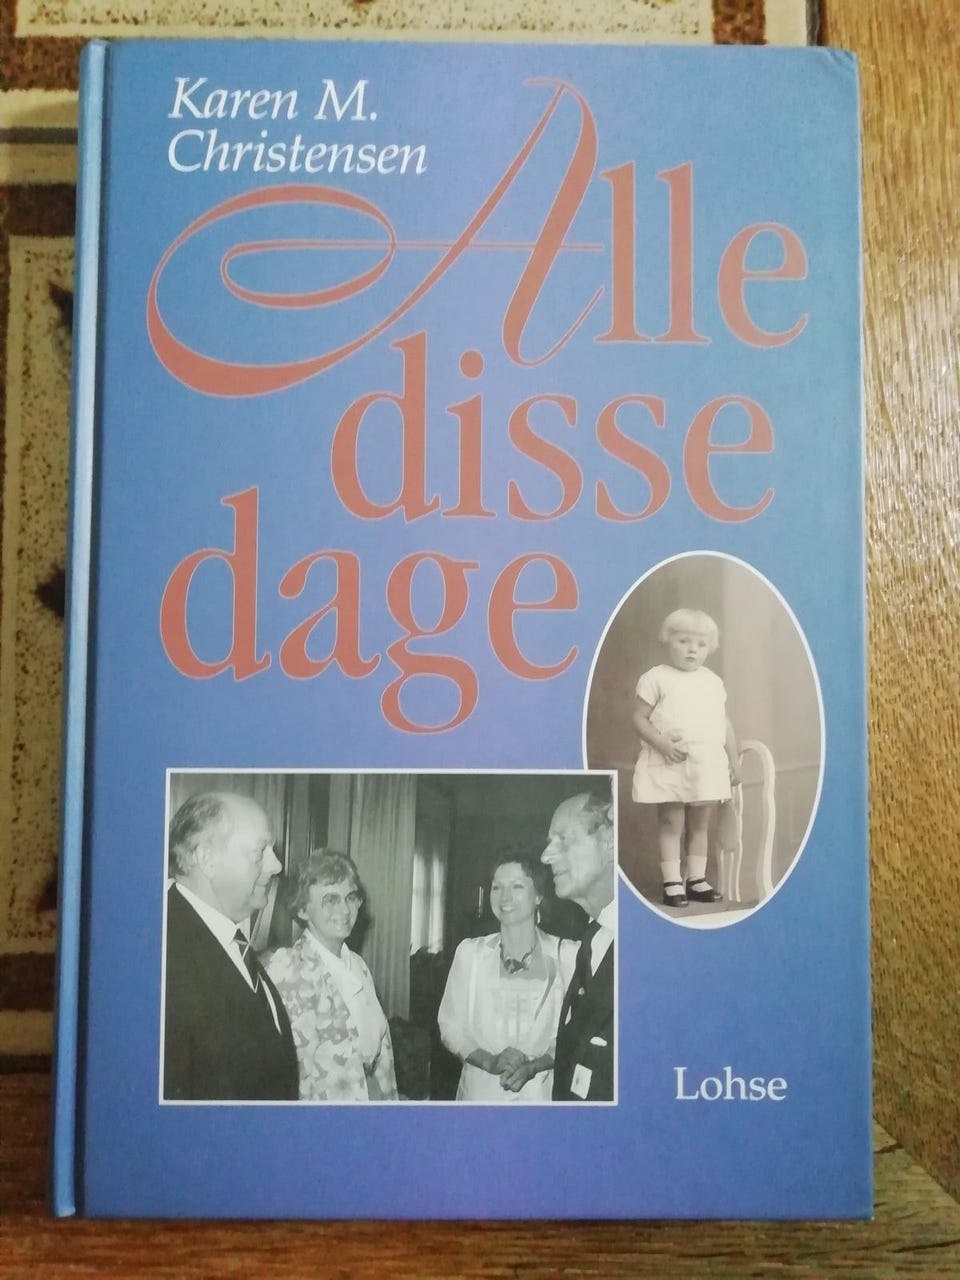 Karen M.
Christensen
Alle
disse
dage
Lohse